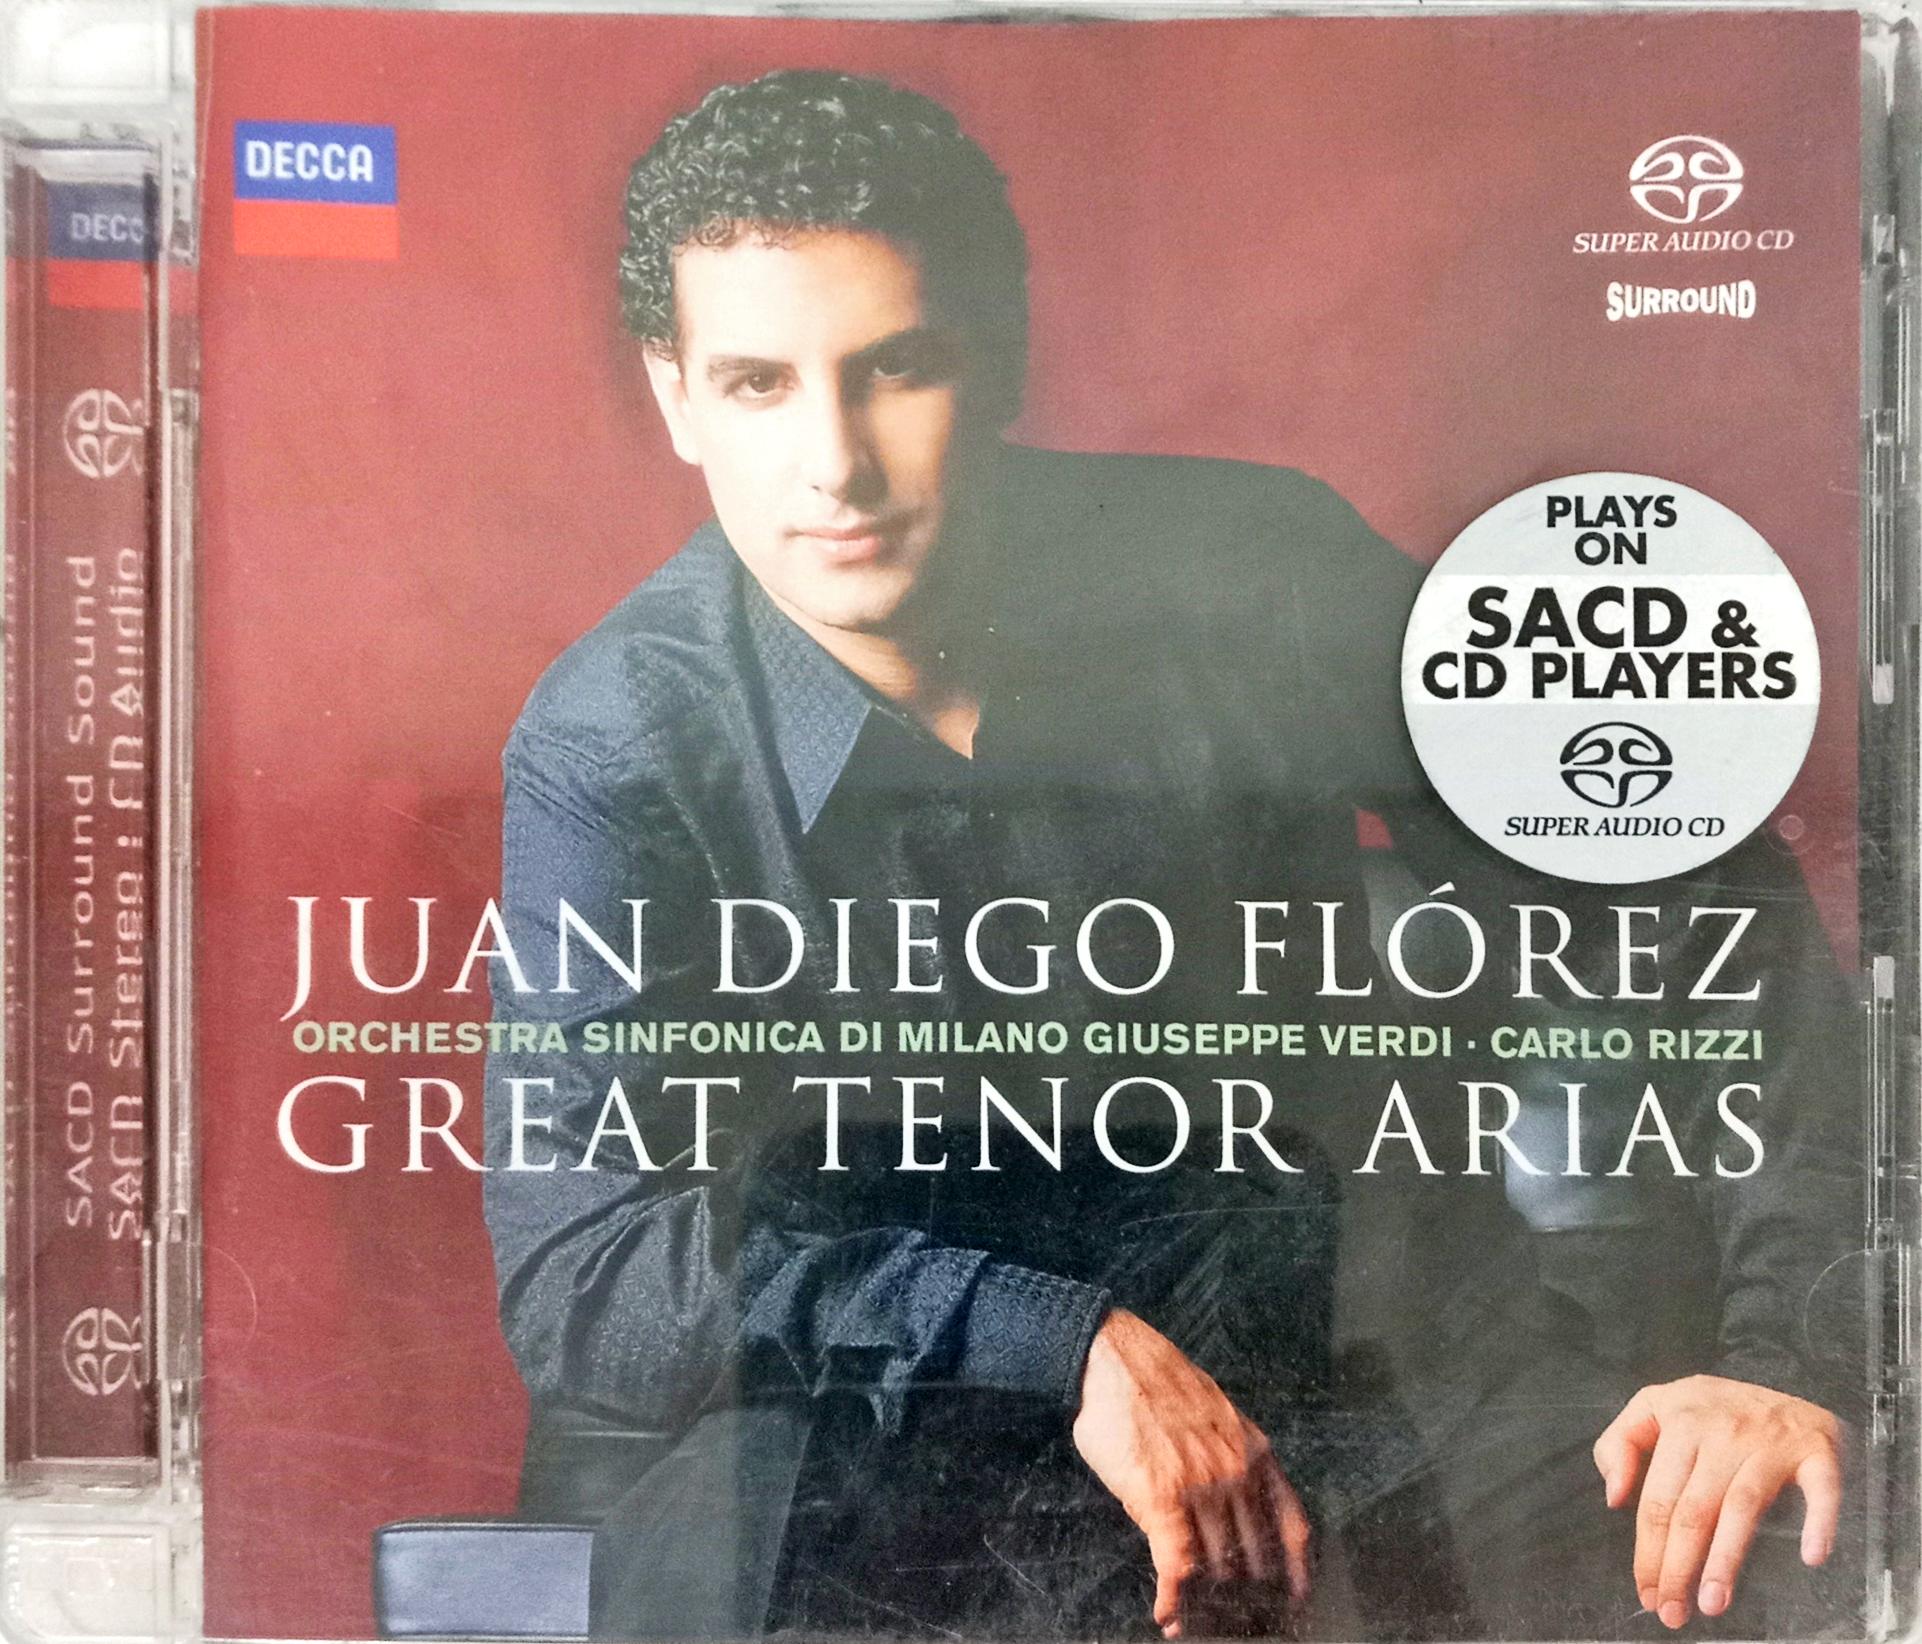 DECCA
SUPER AUDIO CD
SURROUND
PLAYS
ON
SACD &
CD PLAYERS
SUPER AUDIO CD
JUAN DIEGO FLÓREZ
ORCHESTRA SINFONICA DI MILANO GIUSEPPE VERDI · CARLO RIZZI
GREAT TENOR ARIAS
DECC
SACD Surround Sound
SACD Stereo
CD Audio